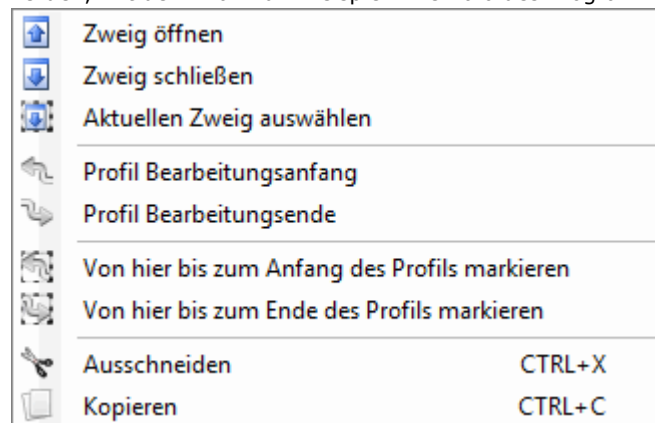 Zweig öffnen
Zweig schließen
Aktuellen Zweig auswählen
Profil Bearbeitungsanfang
Profil Bearbeitungsende
Von hier bis zum Anfang des Profils markieren
Von hier bis zum Ende des Profils markieren
Ausschneiden CTRL+X
Kopieren CTRL+C